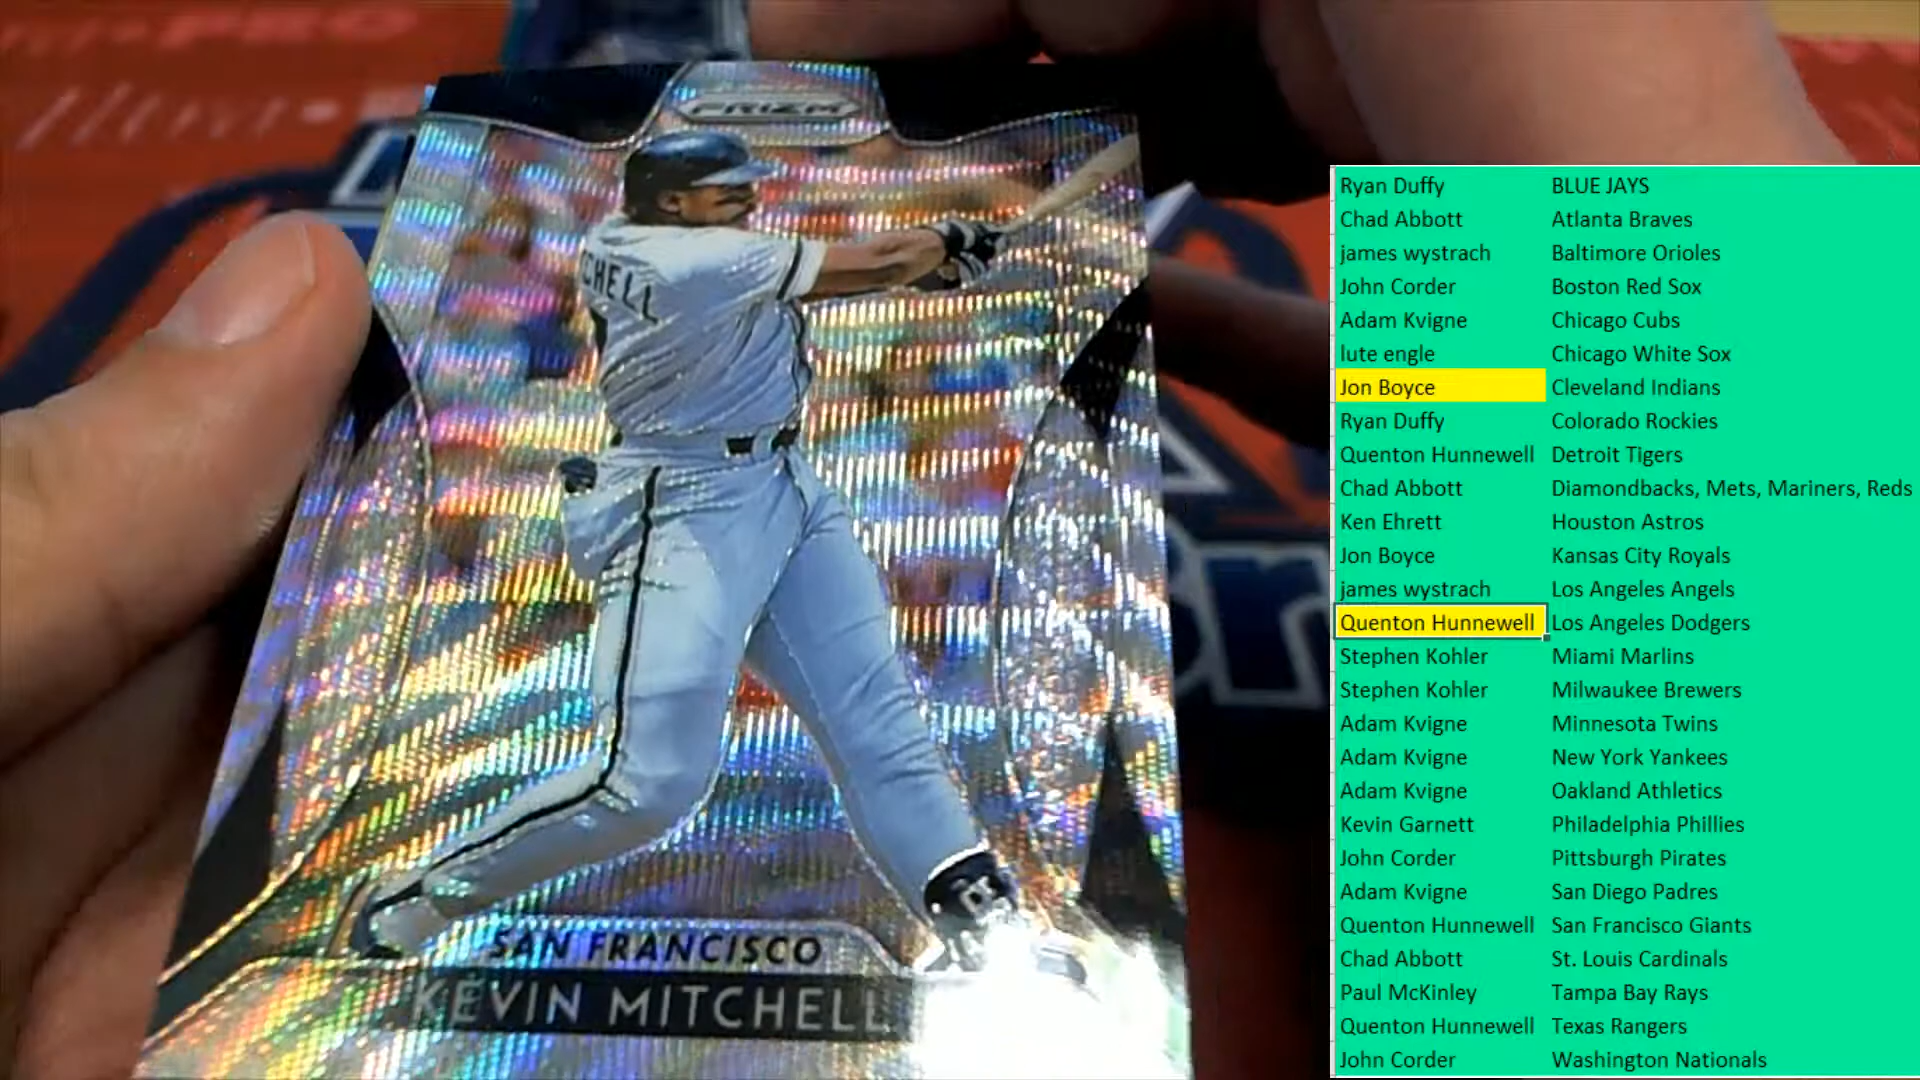 PRIZM
CHELL
SAN FRANCISCO
KEVIN MITCHELL
Ryan Duffy BLUE JAYS
Chad Abbott Atlanta Braves
james wystrach Baltimore Orioles
John Corder Boston Red Sox
Adam Kvigne Chicago Cubs
lute engle Chicago White Sox
Jon Boyce Cleveland Indians
Ryan Duffy Colorado Rockies
Quenton Hunnewell Detroit Tigers
Chad Abbott Diamondbacks, Mets, Mariners, Reds
Ken Ehrett Houston Astros
Jon Boyce Kansas City Royals
james wystrach Los Angeles Angels
Quenton Hunnewell Los Angeles Dodgers
Stephen Kohler Miami Marlins
Stephen Kohler Milwaukee Brewers
Adam Kvigne Minnesota Twins
Adam Kvigne New York Yankees
Adam Kvigne Oakland Athletics
Kevin Garnett Philadelphia Phillies
John Corder Pittsburgh Pirates
Adam Kvigne San Diego Padres
Quenton Hunnewell San Francisco Giants
Chad Abbott St. Louis Cardinals
Paul McKinley Tampa Bay Rays
Quenton Hunnewell Texas Rangers
John Corder Washington Nationals